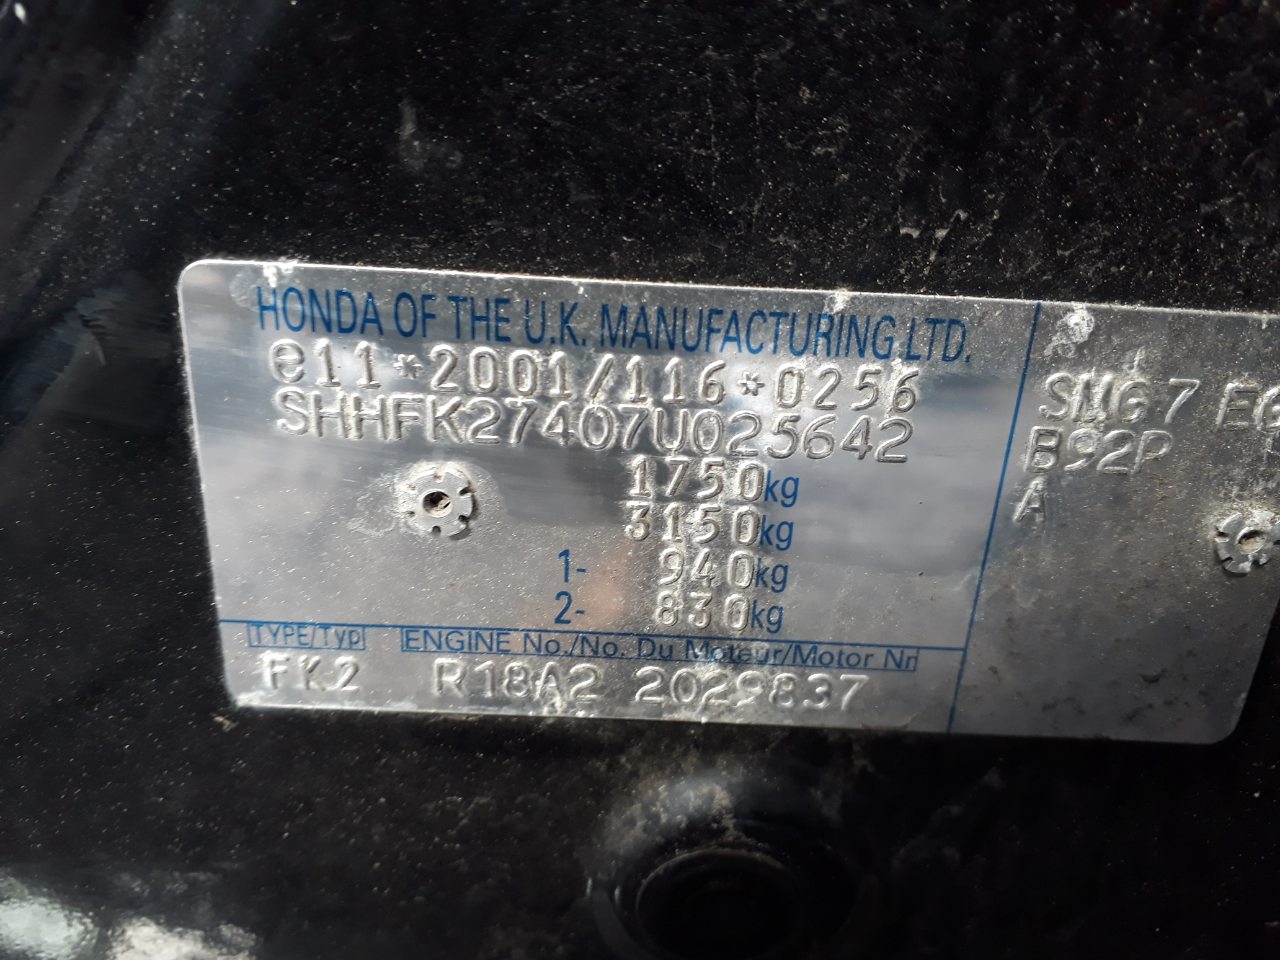 HONDA OF THE U.K. MANUFACTURING LTD.
e11*2001/116*0256
SHHFK27407U025642
1750kg
3150kg
1- 940kg
2- 830kg
TYPE/TYP ENGINE No./No. Du Moteur/Motor Nr
FK2 R18A2 2029837
SMG7
B92P
A